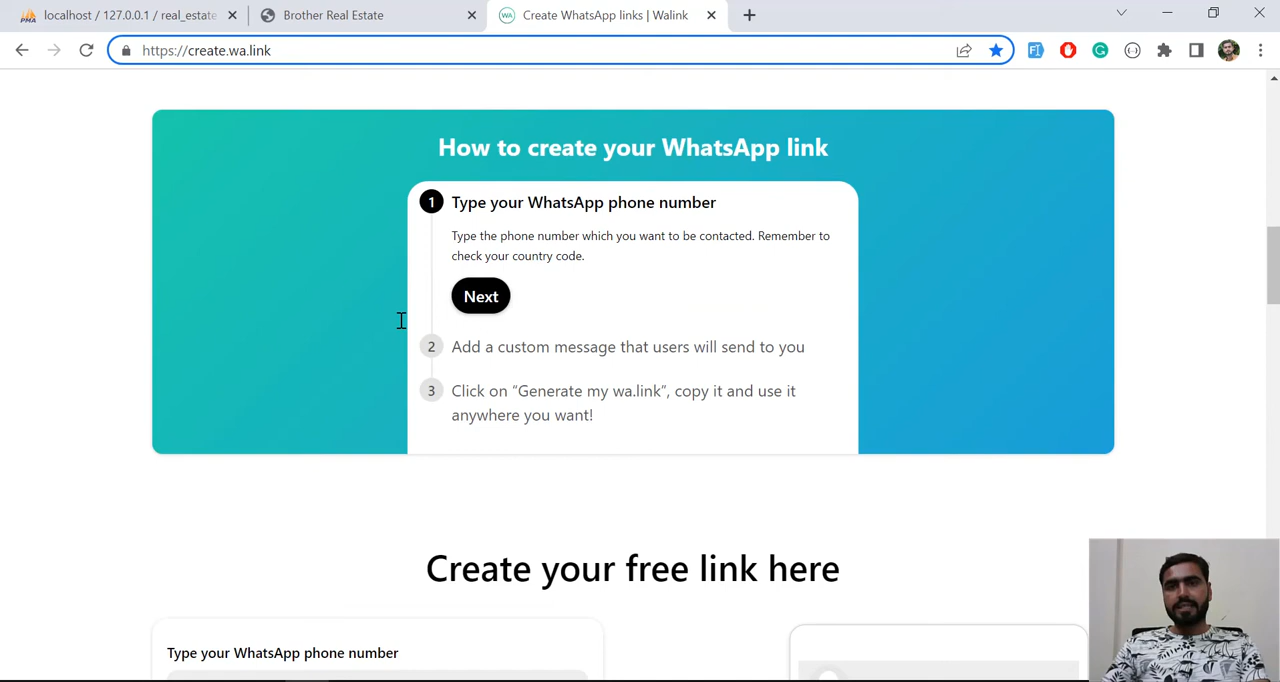 localhost / 127.0.0.1 / real_estate
Brother Real Estate
WA
Create WhatsApp links | Walink
https://create.wa.link
How to create your WhatsApp link
1
Type your WhatsApp phone number
Type the phone number which you want to be contacted. Remember to
check your country code.
Next
2
Add a custom message that users will send to you
3
Click on “Generate my wa.link”, copy it and use it
anywhere you want!
Create your free link here
Type your WhatsApp phone number